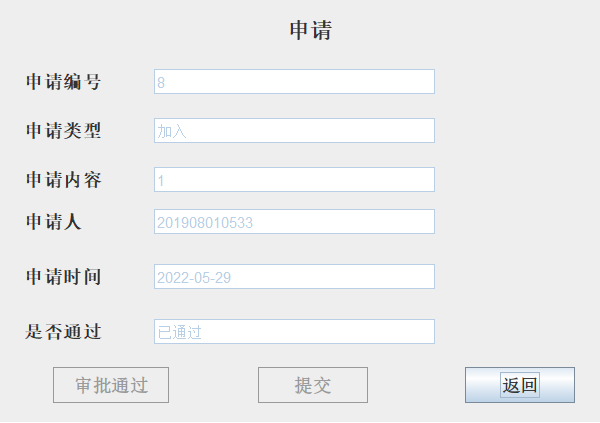 申请
申请编号 8
申请类型 加入
申请内容 1
申请人 201908010533
申请时间 2022-05-29
是否通过 已通过
审批通过 提交 返回